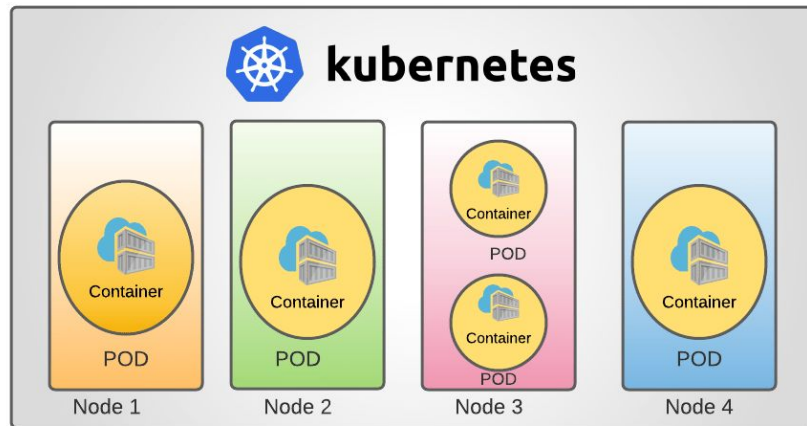 kubernetes
Container
POD
Node 1
Container
POD
Node 2
Container
POD
Container
POD
Node 3
Container
POD
Node 4